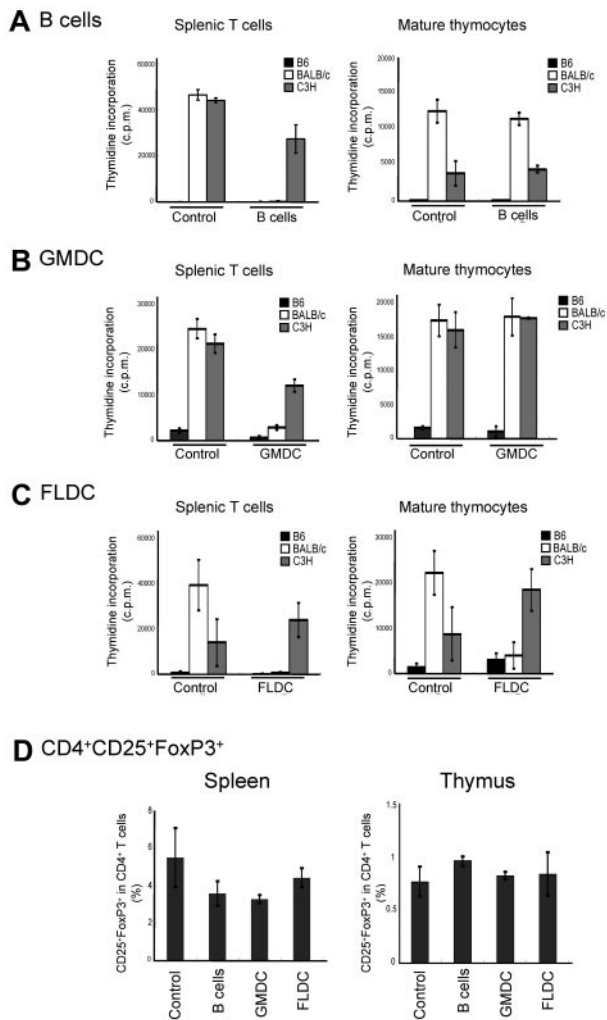 A B cells
Splenic T cells
Mature thymocytes
B6
BALB/c
C3H
B6
BALB/c
C3H
Thymidine incorporation
(c.p.m.)
60000
40000
20000
0
Control
B cells
Thymidine incorporation
(c.p.m.)
20000
15000
10000
5000
0
Control
B cells
B GMDC
Splenic T cells
Mature thymocytes
B6
BALB/c
C3H
B6
BALB/c
C3H
Thymidine incorporation
(c.p.m.)
30000
20000
10000
0
Control
GMDC
Thymidine incorporation
(c.p.m.)
20000
15000
10000
5000
0
Control
GMDC
C FLDC
Splenic T cells
Mature thymocytes
B6
BALB/c
C3H
B6
BALB/c
C3H
Thymidine incorporation
(c.p.m.)
60000
40000
20000
0
Control
FLDC
Thymidine incorporation
(c.p.m.)
30000
20000
10000
0
Control
FLDC
D CD4⁺CD25⁺FoxP3⁺
Spleen
Thymus
CD25⁺FoxP3⁺ in CD4⁺ T cells
(%)
8
6
4
2
0
Control
B cells
GMDC
FLDC
CD25⁺FoxP3⁺ in CD4⁺ T cells
(%)
1.5
1
0.5
0
Control
B cells
GMDC
FLDC